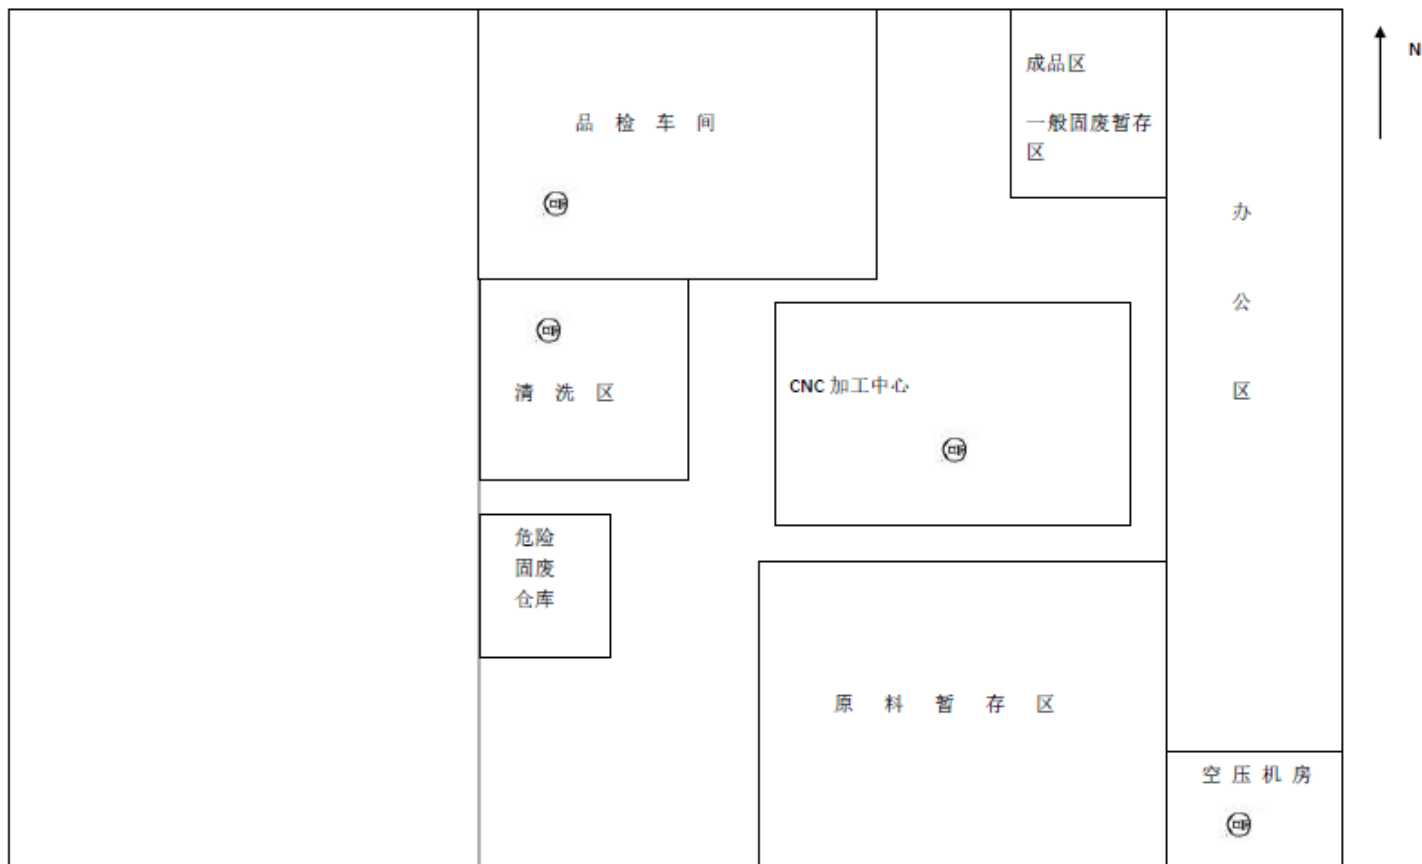 N
成品区
品检车间
一般固废暂存
区
办
公
区
清洗区
CNC 加工中心
危险
固废
仓库
原料暂存区
空压机房